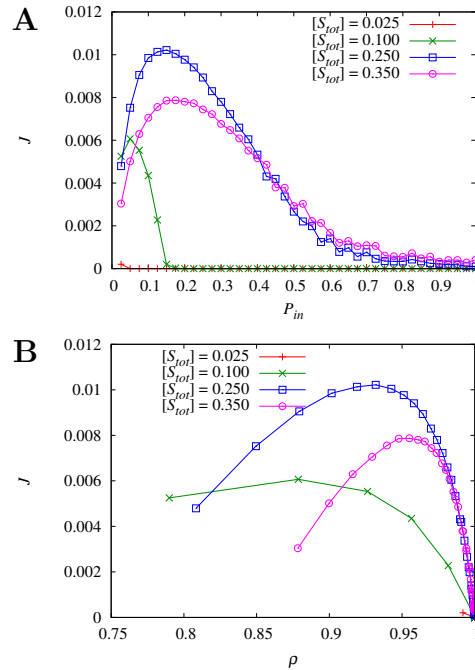 A
[S_tot] = 0.025
[S_tot] = 0.100
[S_tot] = 0.250
[S_tot] = 0.350
0.012
0.01
0.008
0.006
0.004
0.002
0
J
0 0.1 0.2 0.3 0.4 0.5 0.6 0.7 0.8 0.9
P_in
B
[S_tot] = 0.025
[S_tot] = 0.100
[S_tot] = 0.250
[S_tot] = 0.350
0.012
0.01
0.008
0.006
0.004
0.002
0
J
0.75 0.8 0.85 0.9 0.95
ρ